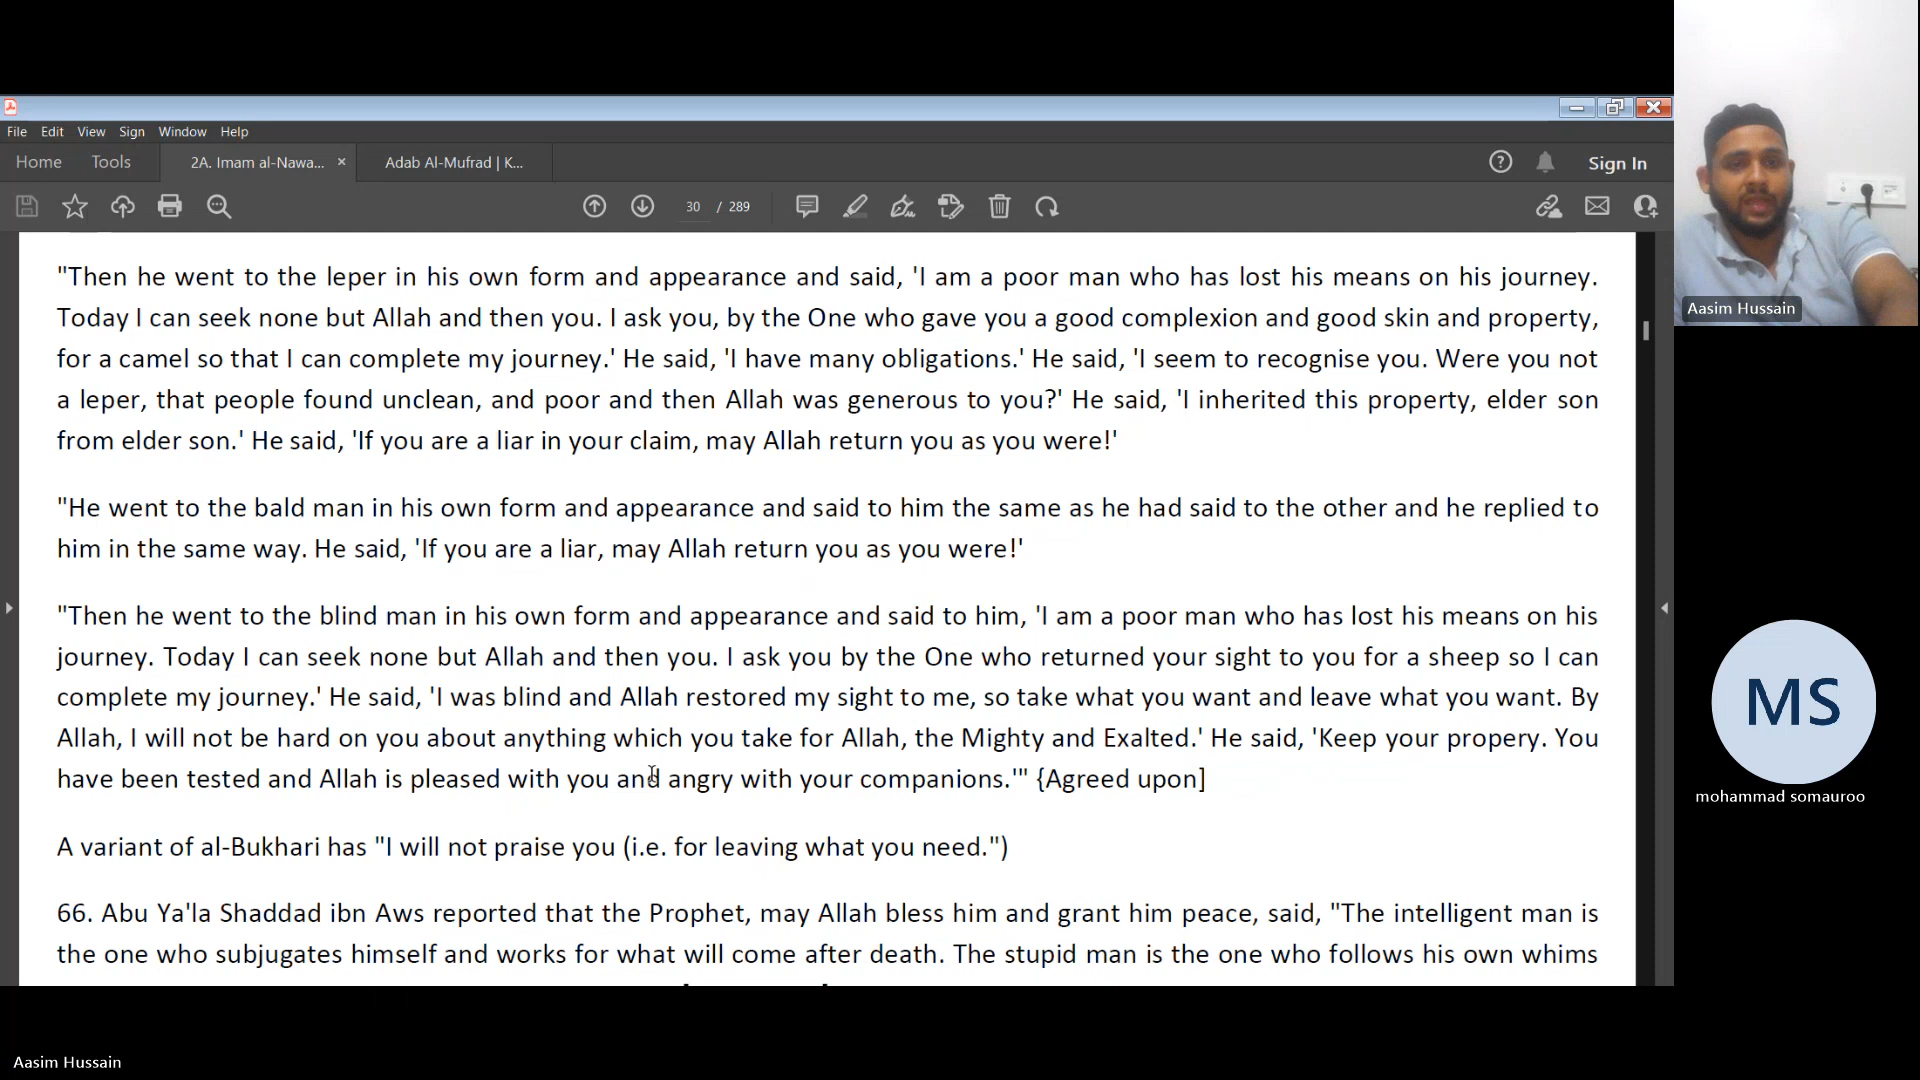 File Edit View Sign Window Help
Home Tools 2A. Imam al-Nawa... × Adab Al-Mufrad | K... Sign In
30 / 289
"Then he went to the leper in his own form and appearance and said, 'I am a poor man who has lost his means on his journey.
Today I can seek none but Allah and then you. I ask you, by the One who gave you a good complexion and good skin and property,
for a camel so that I can complete my journey.' He said, 'I have many obligations.' He said, 'I seem to recognise you. Were you not
a leper, that people found unclean, and poor and then Allah was generous to you?' He said, 'I inherited this property, elder son
from elder son.' He said, 'If you are a liar in your claim, may Allah return you as you were!'
"He went to the bald man in his own form and appearance and said to him the same as he had said to the other and he replied to
him in the same way. He said, 'If you are a liar, may Allah return you as you were!'
"Then he went to the blind man in his own form and appearance and said to him, 'I am a poor man who has lost his means on his
journey. Today I can seek none but Allah and then you. I ask you by the One who returned your sight to you for a sheep so I can
complete my journey.' He said, 'I was blind and Allah restored my sight to me, so take what you want and leave what you want. By
Allah, I will not be hard on you about anything which you take for Allah, the Mighty and Exalted.' He said, 'Keep your propery. You
have been tested and Allah is pleased with you and angry with your companions.'" {Agreed upon]
A variant of al-Bukhari has "I will not praise you (i.e. for leaving what you need.")
66. Abu Ya'la Shaddad ibn Aws reported that the Prophet, may Allah bless him and grant him peace, said, "The intelligent man is
the one who subjugates himself and works for what will come after death. The stupid man is the one who follows his own whims
Aasim Hussain
MS
mohammad somauroo
Aasim Hussain